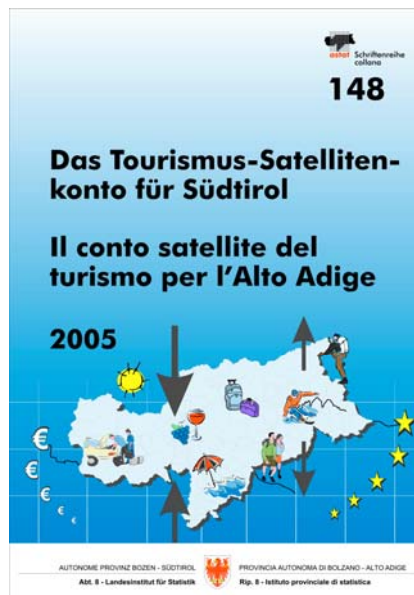 astat Schriftenreihe
collana
148
Das Tourismus-Satelliten-
konto für Südtirol
Il conto satellite del
turismo per l'Alto Adige
2005
€
€
€
€
€
AUTONOME PROVINZ BOZEN - SÜDTIROL
Abt. 8 - Landesinstitut für Statistik
PROVINCIA AUTONOMA DI BOLZANO - ALTO ADIGE
Rip. 8 - Istituto provinciale di statistica